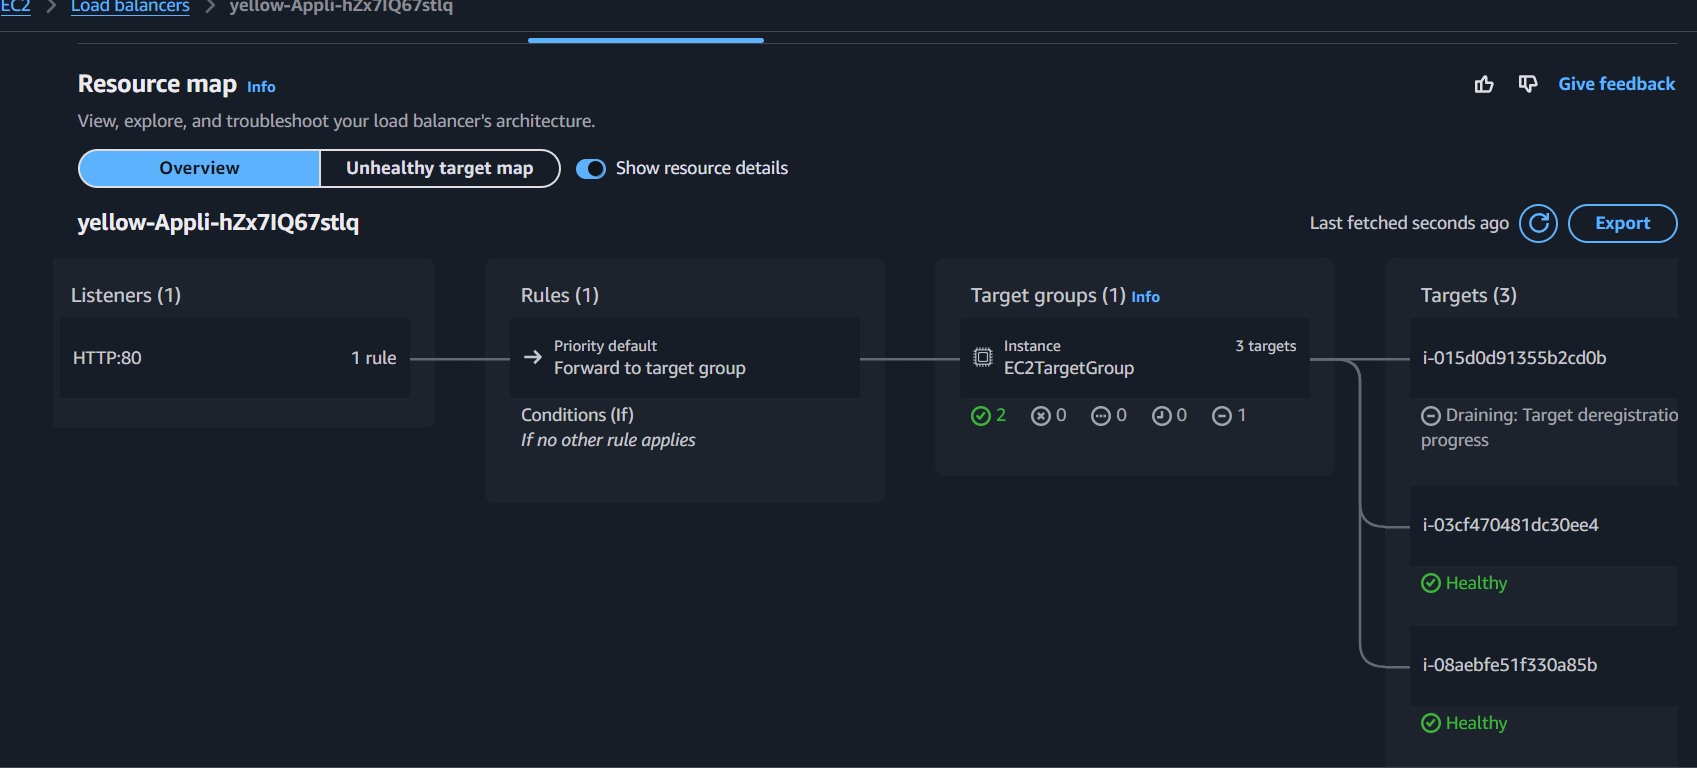 EC2 > Load balancers > yellow-Appli-hZx7IQ67stlq
Resource map Info
Give feedback
View, explore, and troubleshoot your load balancer's architecture.
Overview
Unhealthy target map
Show resource details
yellow-Appli-hZx7IQ67stlq
Last fetched seconds ago
Export
Listeners (1)
HTTP:80
1 rule
Rules (1)
Priority default
Forward to target group
Conditions (If)
If no other rule applies
Target groups (1) Info
Instance
3 targets
EC2TargetGroup
2 0 0 0 1
Targets (3)
i-015d0d91355b2cd0b
Draining: Target deregistratio
progress
i-03cf470481dc30ee4
Healthy
i-08aebfe51f330a85b
Healthy